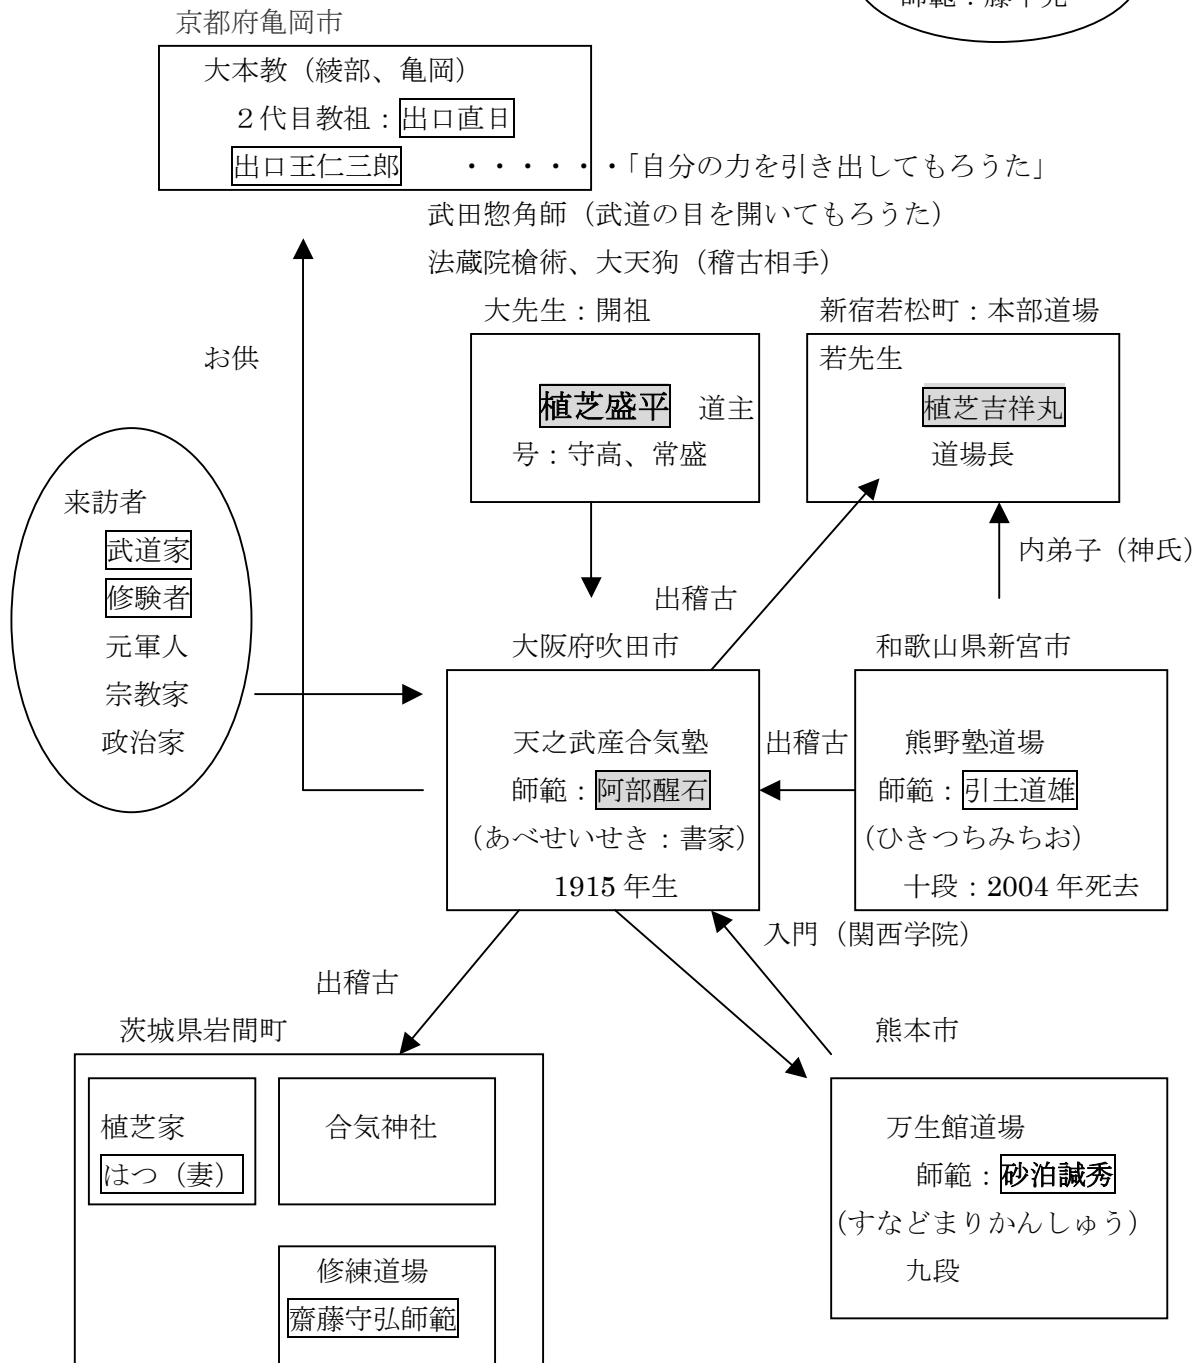 京都府亀岡市
大本教（綾部、亀岡）
２代目教祖：出口直日
出口王仁三郎　・・・・・・「自分の力を引き出してもろうた」
武田惣角師（武道の目を開いてもろうた）
法蔵院槍術、大天狗（稽古相手）
お供
大先生：開祖
植芝盛平　道主
号：守高、常盛
新宿若松町：本部道場
若先生
植芝吉祥丸
道場長
来訪者
武道家
修験者
元軍人
宗教家
政治家
出稽古
内弟子（神氏）
大阪府吹田市
天之武産合気塾
師範：阿部醒石
（あべせいせき：書家）
1915 年生
出稽古
和歌山県新宮市
熊野塾道場
師範：引土道雄
（ひきつちみちお）
十段：2004 年死去
入門（関西学院）
出稽古
茨城県岩間町
植芝家
はつ（妻）
合気神社
修練道場
齋藤守弘師範
熊本市
万生館道場
師範：砂泊諴秀
（すなどまりかんしゅう）
九段